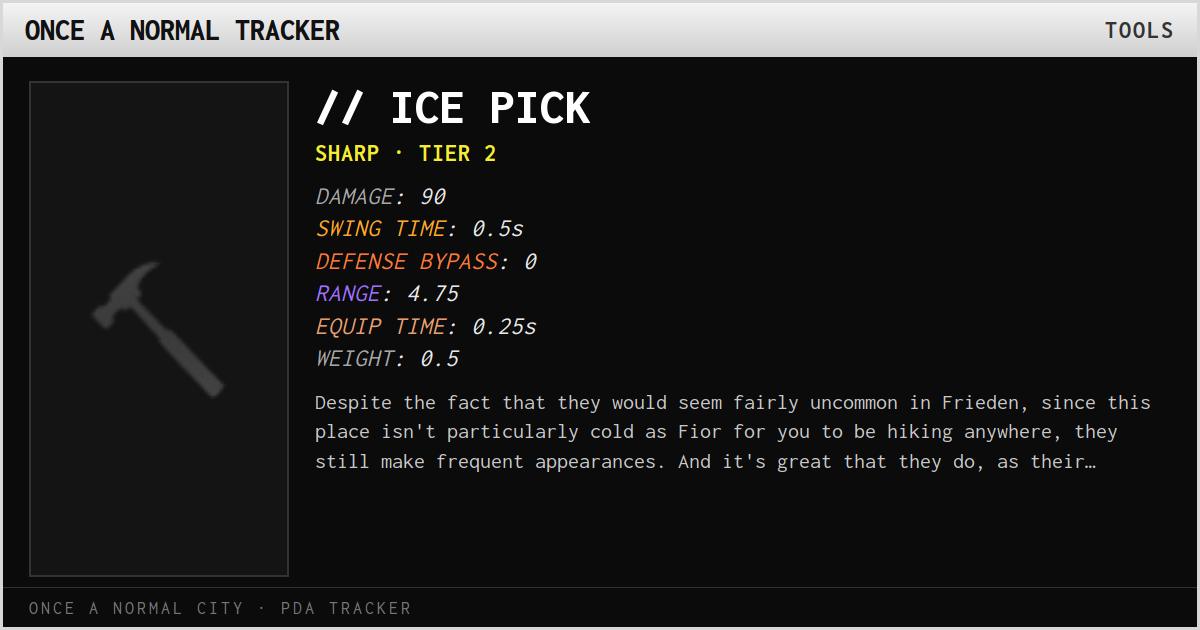 ONCE A NORMAL TRACKER
TOOLS
// ICE PICK
SHARP · TIER 2
DAMAGE: 90
SWING TIME: 0.5s
DEFENSE BYPASS: 0
RANGE: 4.75
EQUIP TIME: 0.25s
WEIGHT: 0.5
Despite the fact that they would seem fairly uncommon in Frieden, since this
place isn't particularly cold as Fior for you to be hiking anywhere, they
still make frequent appearances. And it's great that they do, as their…
ONCE A NORMAL CITY · PDA TRACKER